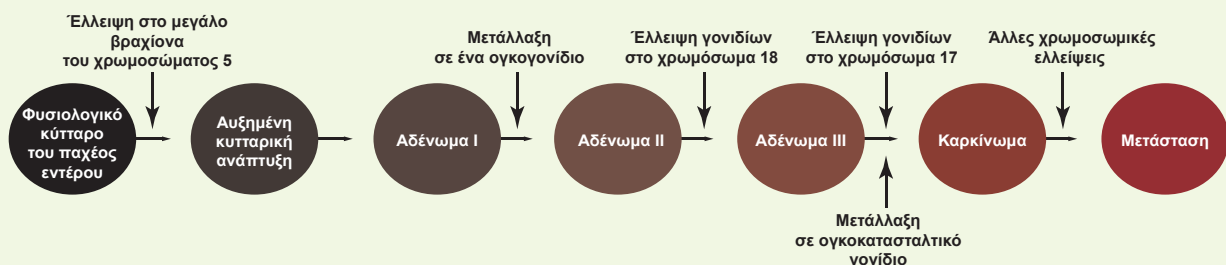 Έλλειψη στο μεγάλο
βραχίονα
του χρωμοσώματος 5
Μετάλλαξη
σε ένα ογκογονίδιο
Έλλειψη γονιδίων
στο χρωμόσωμα 18
Έλλειψη γονιδίων
στο χρωμόσωμα 17
Άλλες χρωμοσωμικές
ελλείψεις
Φυσιολογικό
κύτταρο
του παχέος
εντέρου
Αυξημένη
κυτταρική
ανάπτυξη
Αδένωμα I
Αδένωμα II
Αδένωμα III
Καρκίνωμα
Μετάσταση
Μετάλλαξη
σε ογκοκατασταλτικό
γονίδιο